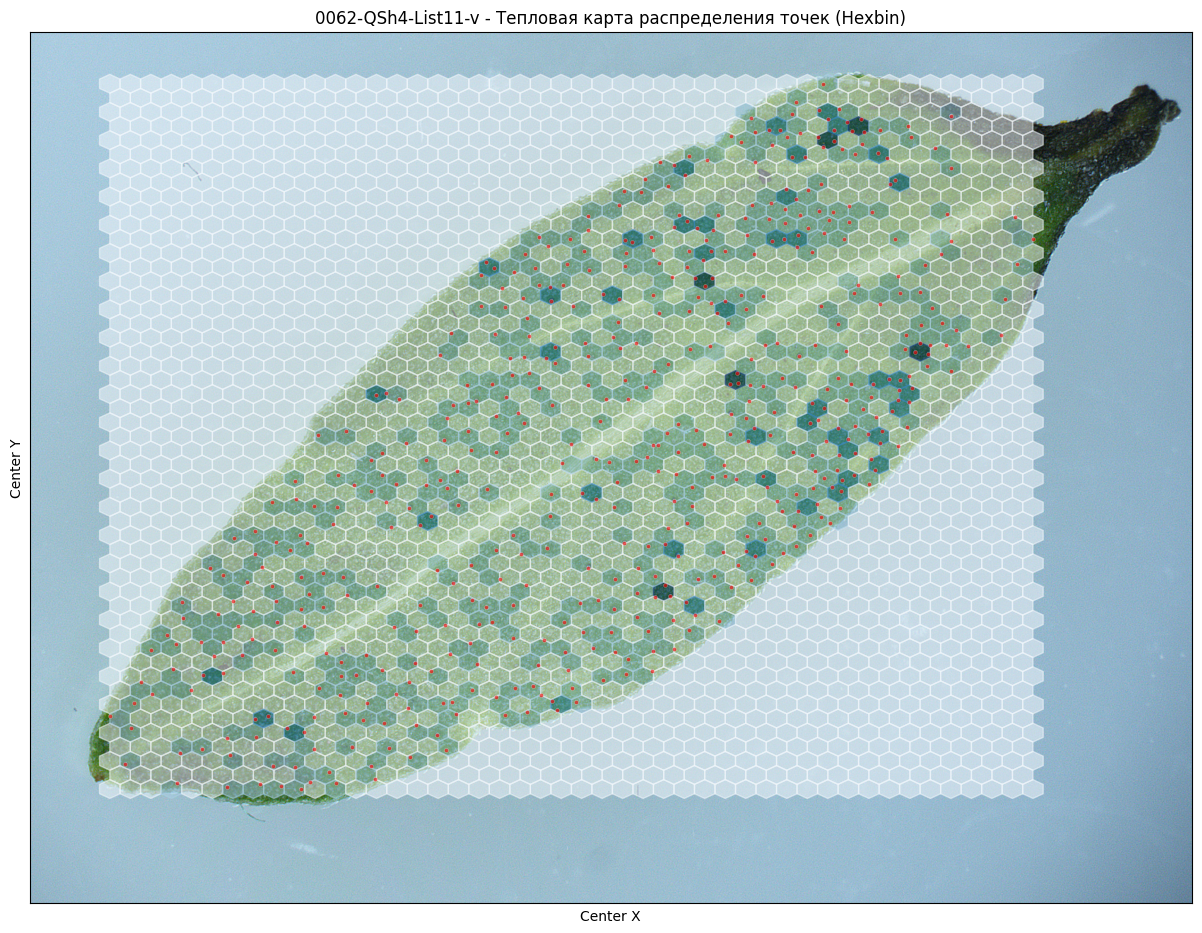 0062-QSh4-List11-v - Тепловая карта распределения точек (Hexbin)
Center Y
Center X